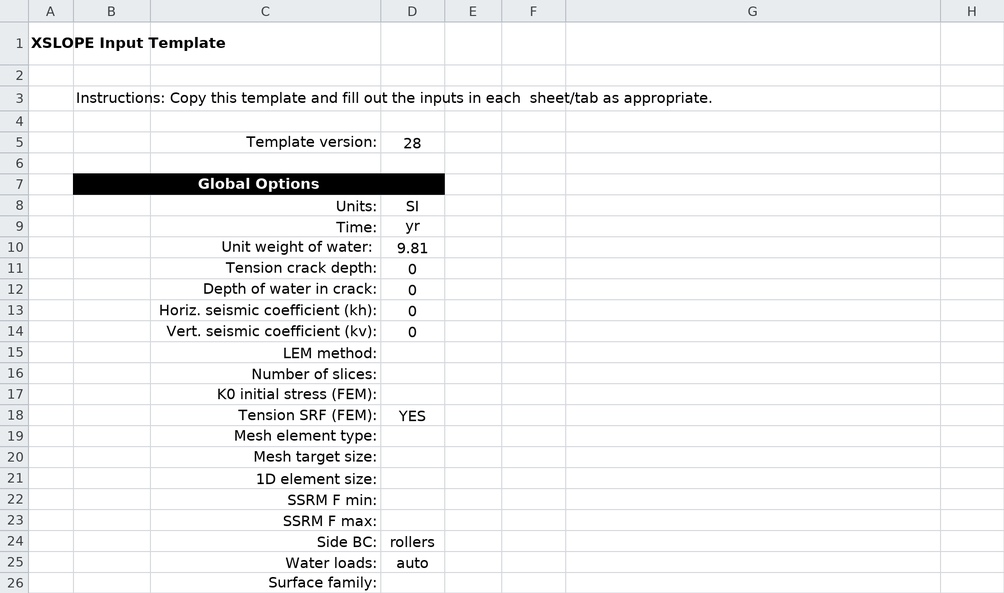 A B C D E F G H
1 XSLOPE Input Template
2
3 Instructions: Copy this template and fill out the inputs in each  sheet/tab as appropriate.
4
5 Template version: 28
6
7 Global Options
8 Units: SI
9 Time: yr
10 Unit weight of water: 9.81
11 Tension crack depth: 0
12 Depth of water in crack: 0
13 Horiz. seismic coefficient (kh): 0
14 Vert. seismic coefficient (kv): 0
15 LEM method:
16 Number of slices:
17 K0 initial stress (FEM):
18 Tension SRF (FEM): YES
19 Mesh element type:
20 Mesh target size:
21 1D element size:
22 SSRM F min:
23 SSRM F max:
24 Side BC: rollers
25 Water loads: auto
26 Surface family: